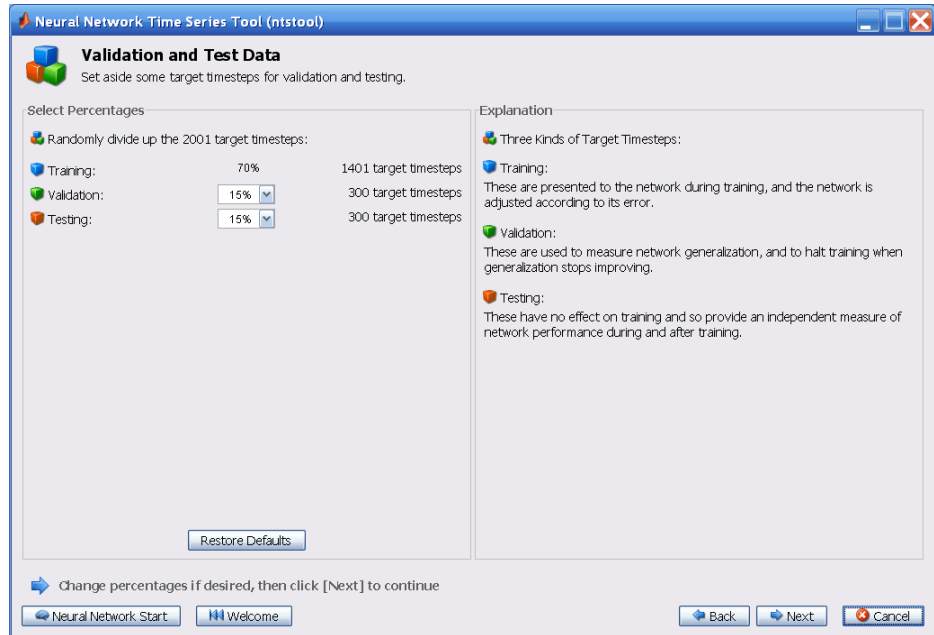 Neural Network Time Series Tool (ntstool)
Validation and Test Data
Set aside some target timesteps for validation and testing.
Select Percentages
Randomly divide up the 2001 target timesteps:
Training: 70% 1401 target timesteps
Validation: 15% 300 target timesteps
Testing: 15% 300 target timesteps
Restore Defaults
Explanation
Three Kinds of Target Timesteps:
Training:
These are presented to the network during training, and the network is
adjusted according to its error.
Validation:
These are used to measure network generalization, and to halt training when
generalization stops improving.
Testing:
These have no effect on training and so provide an independent measure of
network performance during and after training.
Change percentages if desired, then click [Next] to continue
Neural Network Start Welcome Back Next Cancel